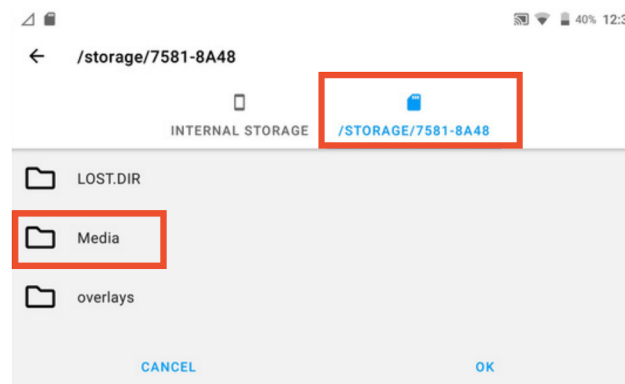 40% 12:3
/storage/7581-8A48
INTERNAL STORAGE
/STORAGE/7581-8A48
LOST.DIR
Media
overlays
CANCEL
OK